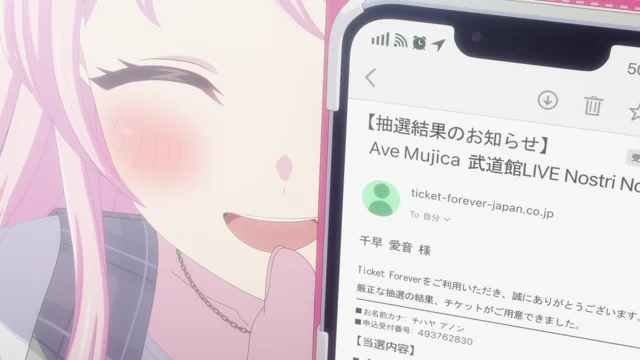 50
【抽選結果のお知らせ】
Ave Mujica 武道館LIVE Nostri No
受
ticket-forever-japan.co.jp
To 自分
千早 愛音 様
Ticket Foreverをご利用いただき、誠にありがとうございます。
厳正な抽選の結果、チケットがご用意できました。
■お名前カナ: チハヤ アノン
■申込受付番号: 493762830
【当選内容】